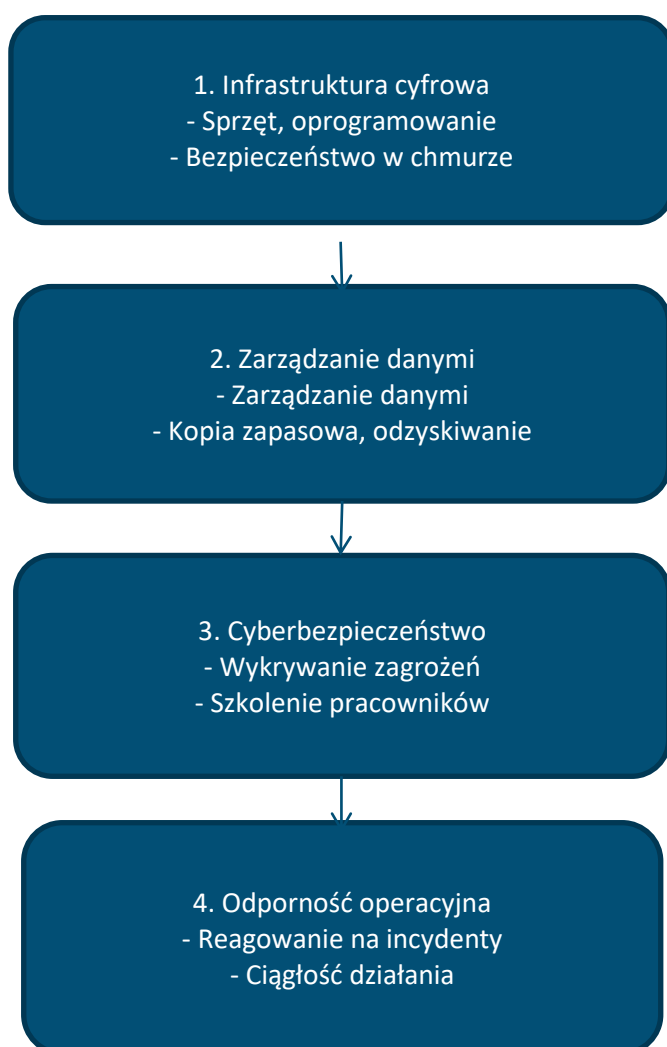 1. Infrastruktura cyfrowa
- Sprzęt, oprogramowanie
- Bezpieczeństwo w chmurze
2. Zarządzanie danymi
- Zarządzanie danymi
- Kopia zapasowa, odzyskiwanie
3. Cyberbezpieczeństwo
- Wykrywanie zagrożeń
- Szkolenie pracowników
4. Odporność operacyjna
- Reagowanie na incydenty
- Ciągłość działania